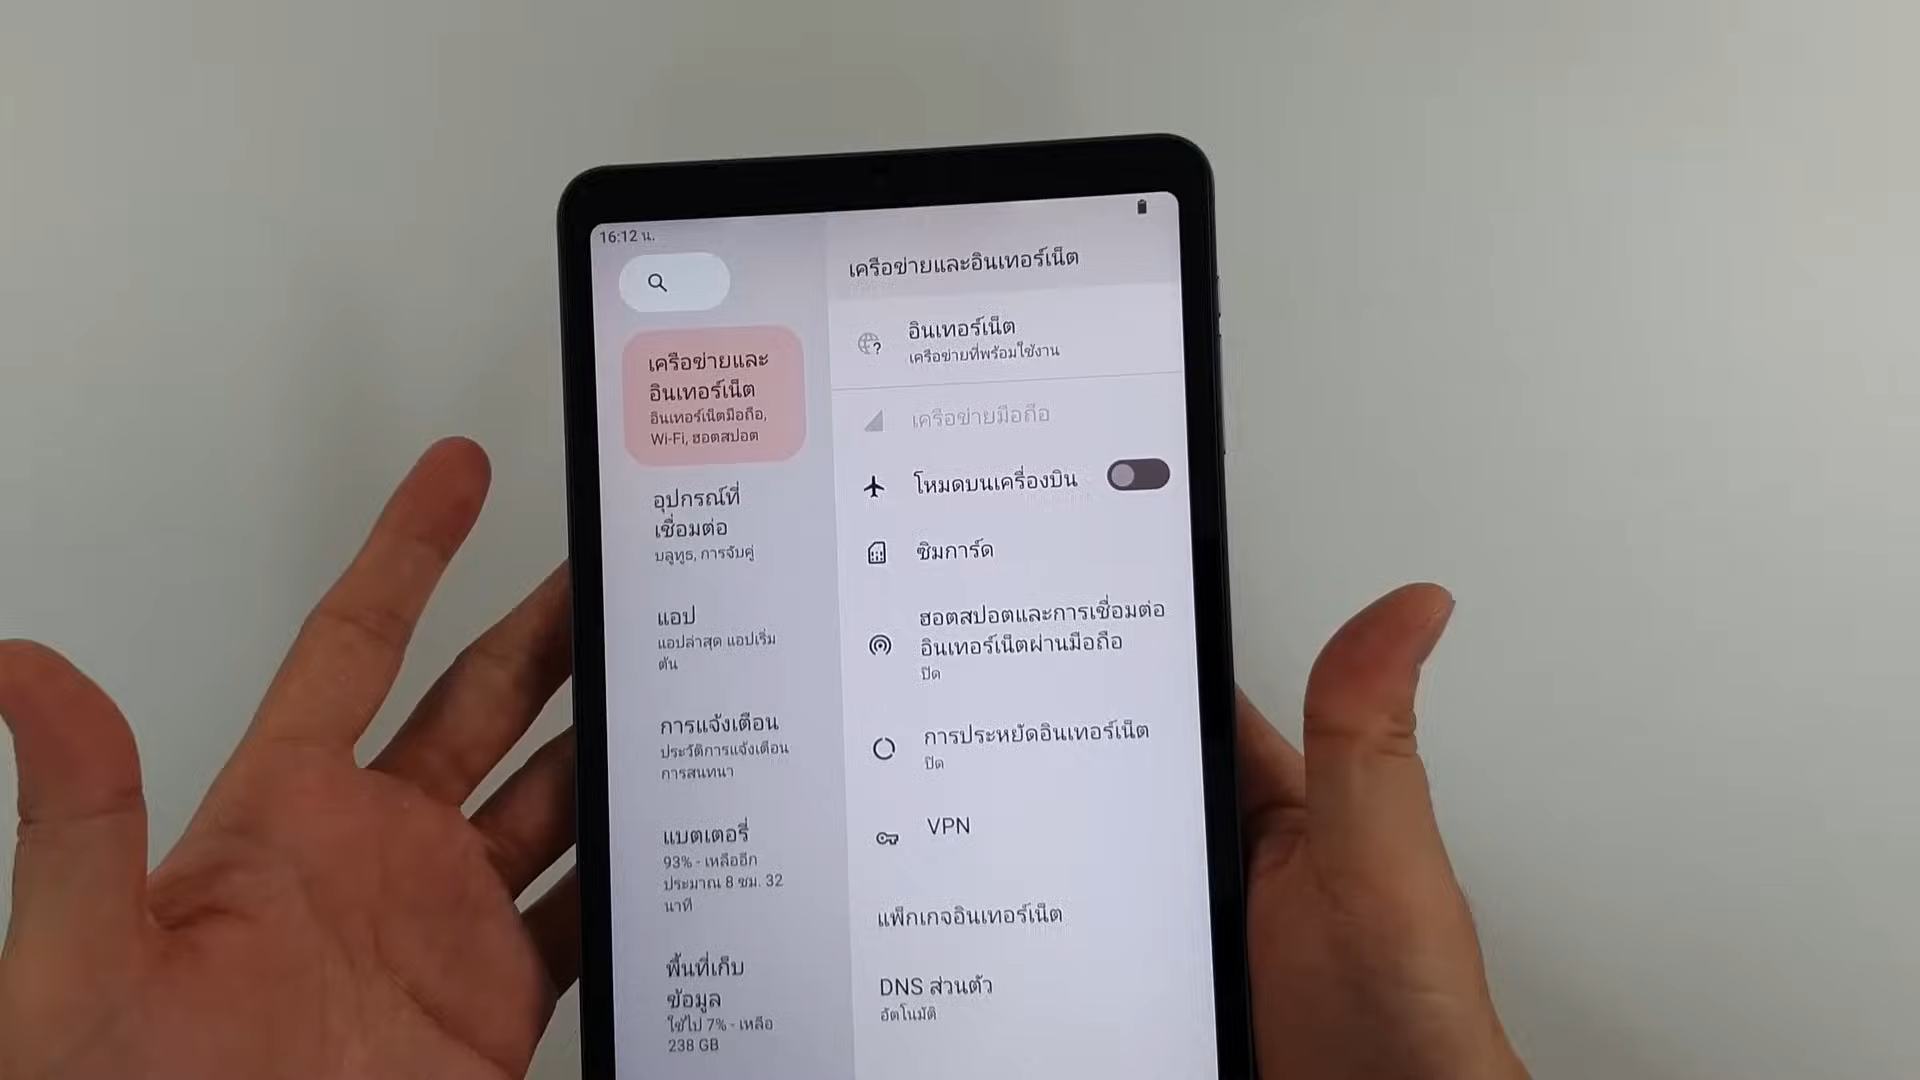 16:12 น.
เครือข่ายและ
อินเทอร์เน็ต
อินเทอร์เน็ตมือถือ,
Wi-Fi, ฮอตสปอต
อุปกรณ์ที่
เชื่อมต่อ
บลูทูธ, การจับคู่
แอป
แอปล่าสุด แอปเริ่ม
ต้น
การแจ้งเตือน
ประวัติการแจ้งเตือน
การสนทนา
แบตเตอรี่
93% - เหลืออีก
ประมาณ 8 ชม. 32
นาที
พื้นที่เก็บ
ข้อมูล
ใช้ไป 7% - เหลือ
238 GB
เครือข่ายและอินเทอร์เน็ต
อินเทอร์เน็ต
เครือข่ายที่พร้อมใช้งาน
เครือข่ายมือถือ
โหมดบนเครื่องบิน
ซิมการ์ด
ฮอตสปอตและการเชื่อมต่อ
อินเทอร์เน็ตผ่านมือถือ
ปิด
การประหยัดอินเทอร์เน็ต
ปิด
VPN
แพ็กเกจอินเทอร์เน็ต
DNS ส่วนตัว
อัตโนมัติ